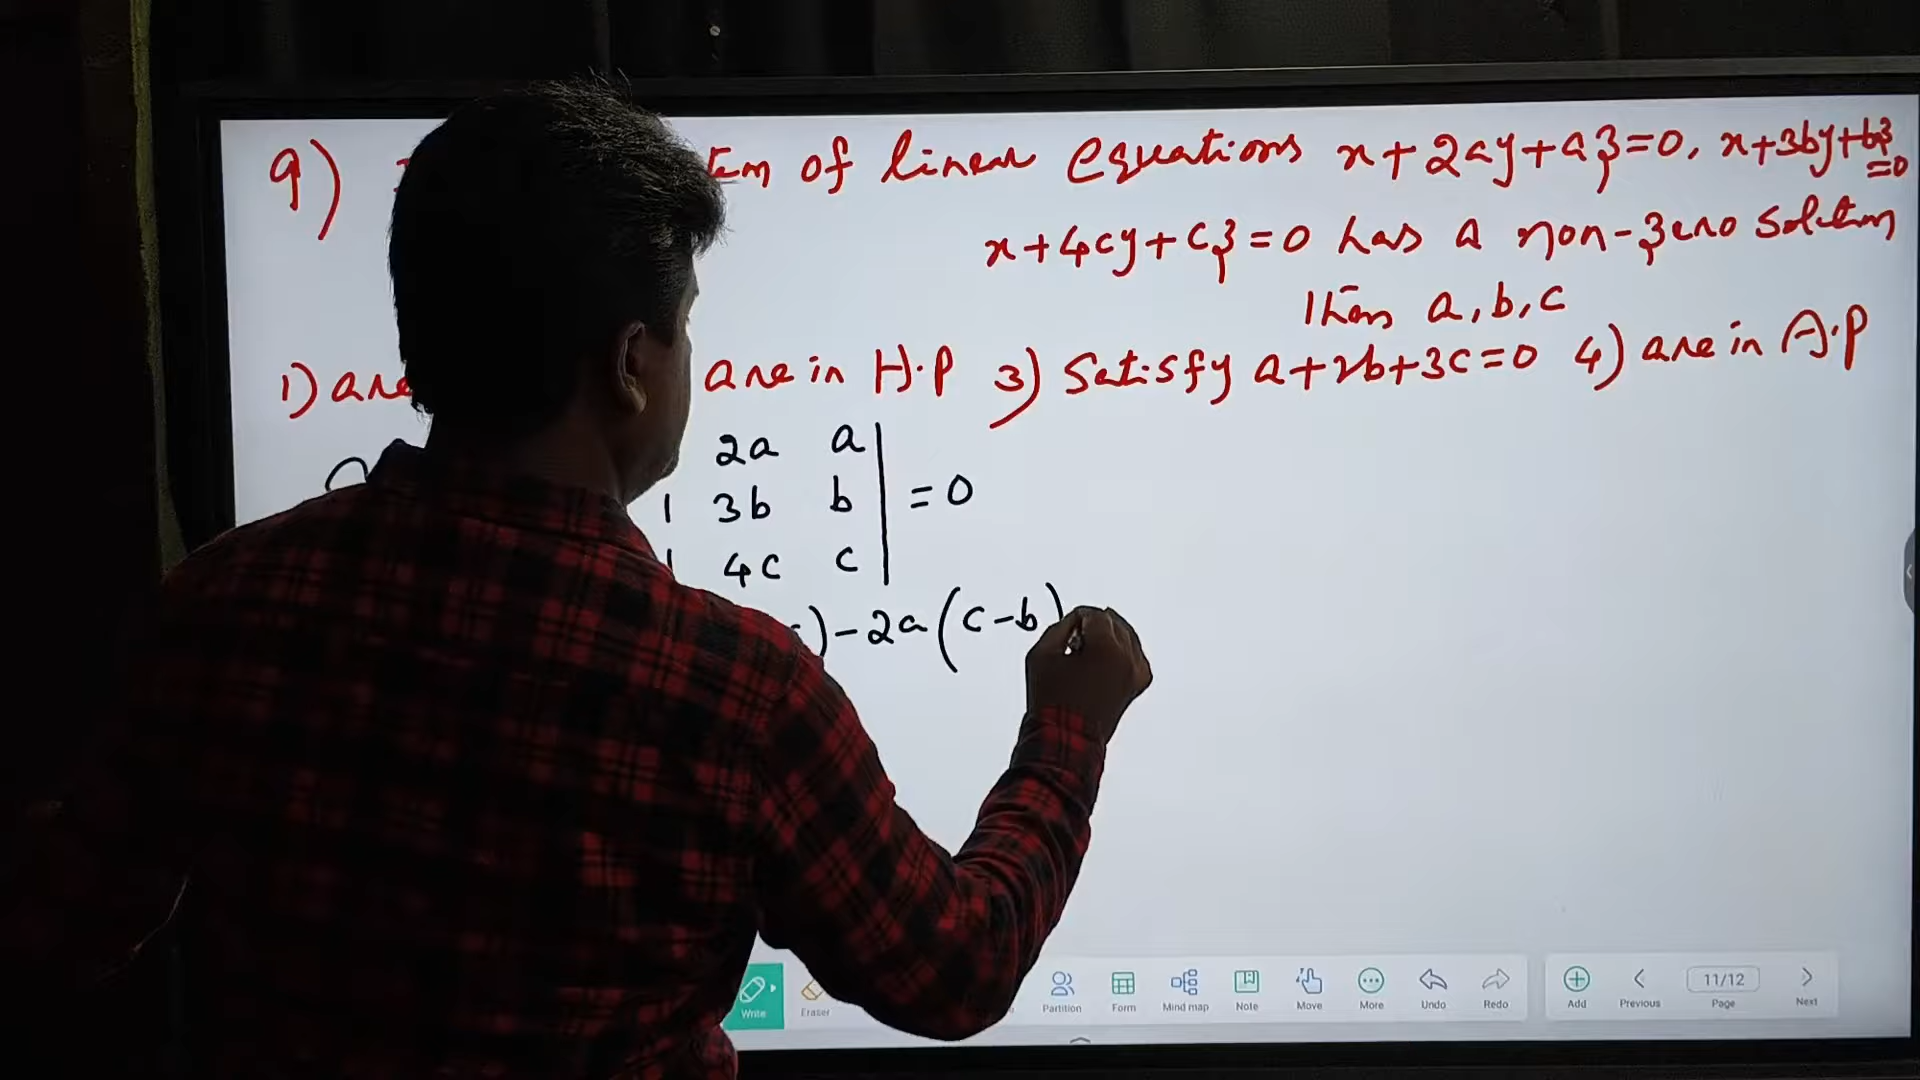 9) of linear equations x+2ay+az=0, x+3by+bz=0
x+4cy+cz=0 has a non-zero solution
then a, b, c
1) are are in H.P 3) Satisfy a+2b+3c=0 4) are in A.P
2a a
1 3b b = 0
1 4c c
)-2a(c-b)
Write Eraser Partition Form Mind map Note Move More Undo Redo Add Previous 11/12 Page Next